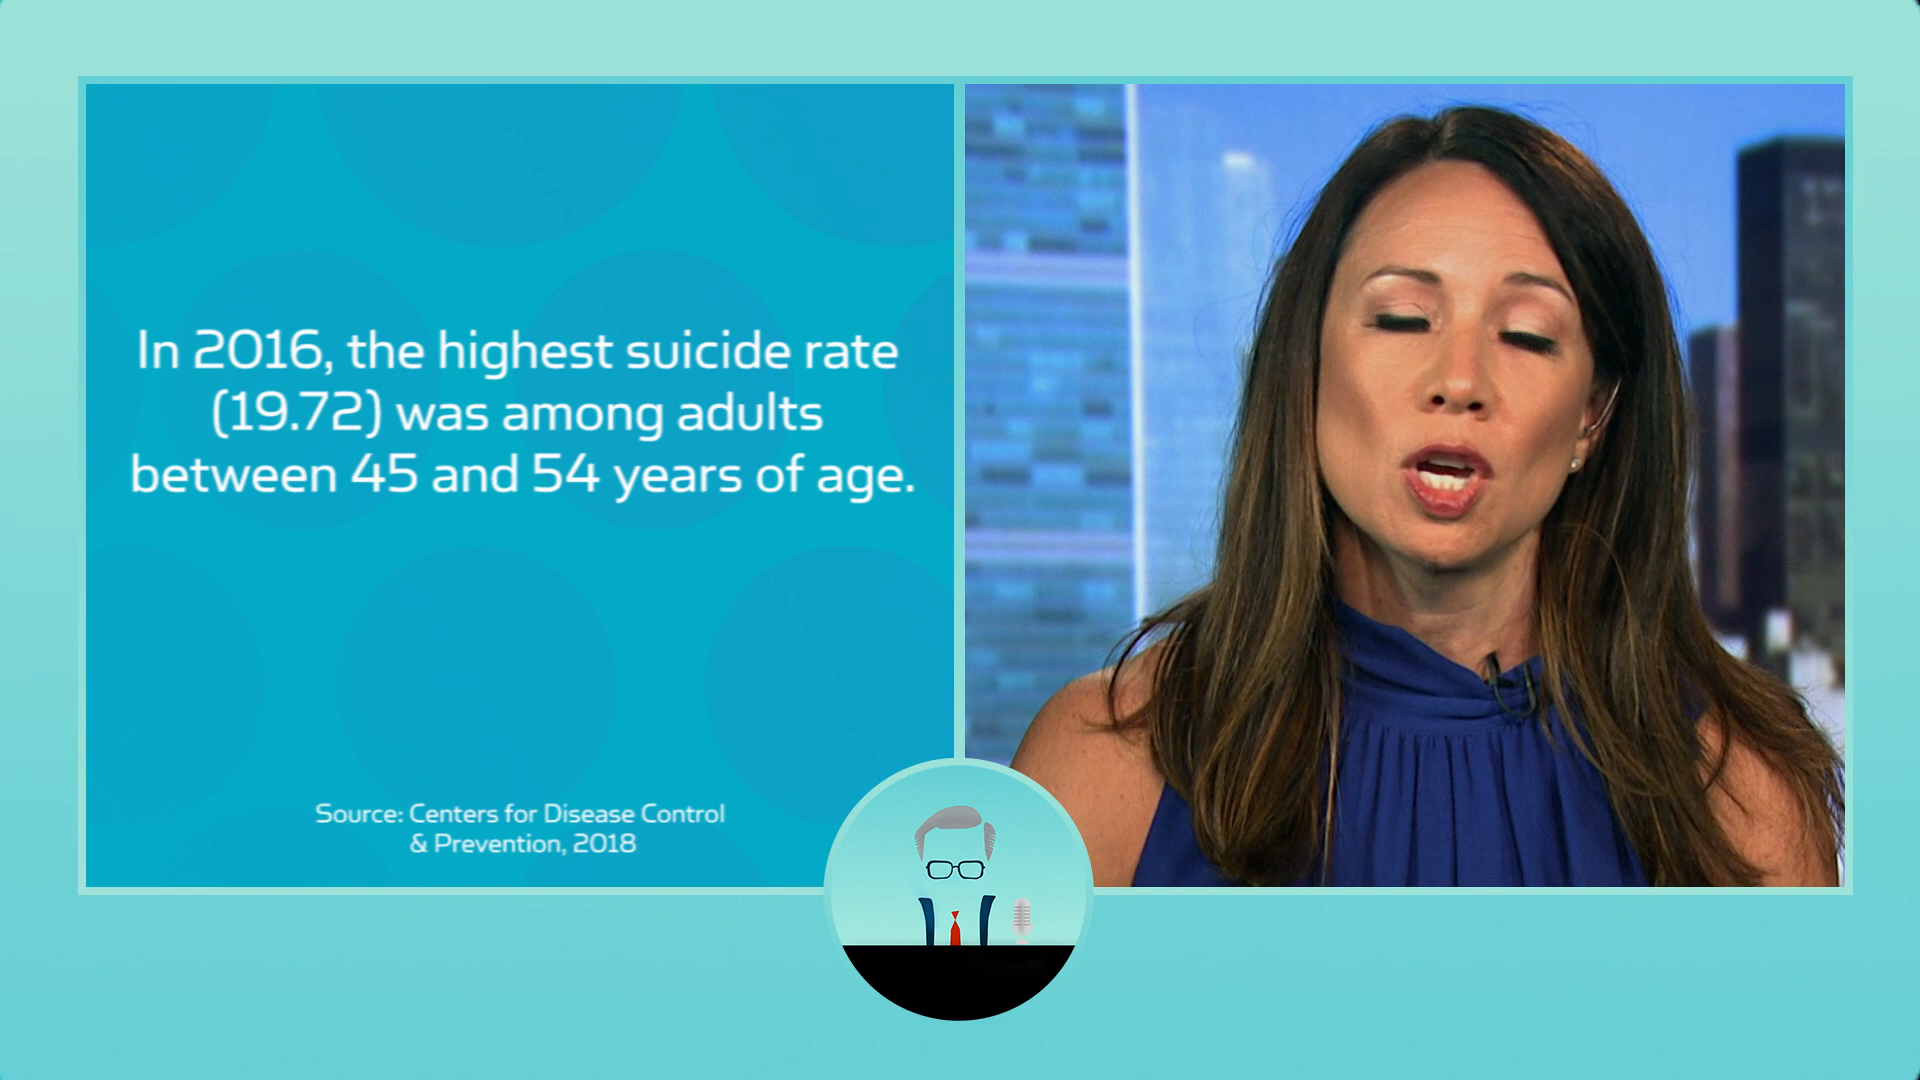 In 2016, the highest suicide rate
(19.72) was among adults
between 45 and 54 years of age.
Source: Centers for Disease Control
& Prevention, 2018